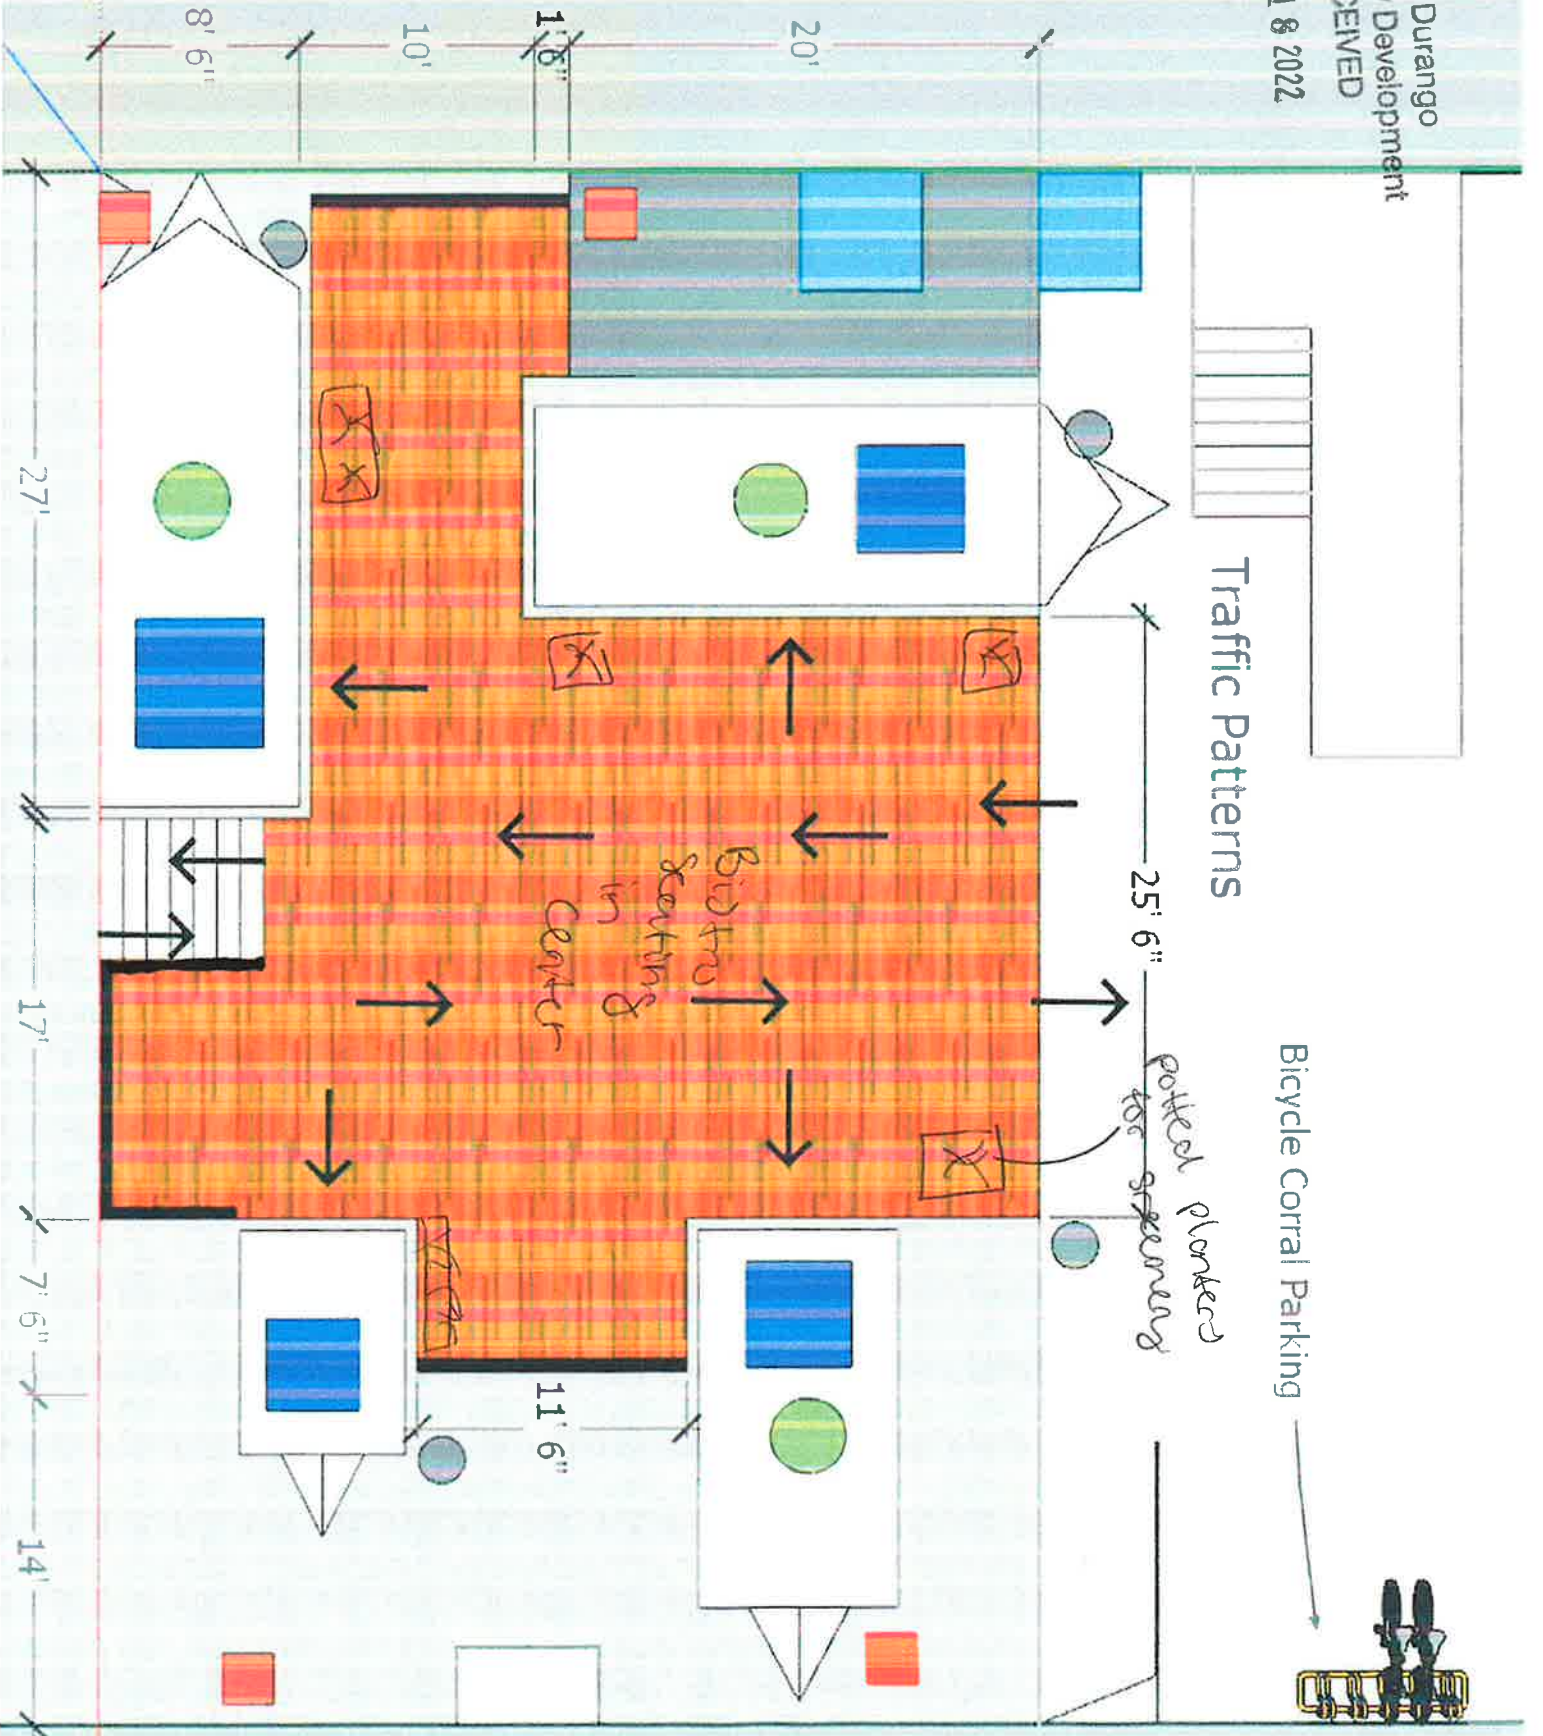 Durango
Development
CEIVED
8 2022
Traffic Patterns
Bicycle Corral Parking
potted planters
for greenery
25' 6"
Bistro
seating
in
Center
20'
1' 6"
10'
8' 6"
11' 6"
27'
17'
7' 6"
14'